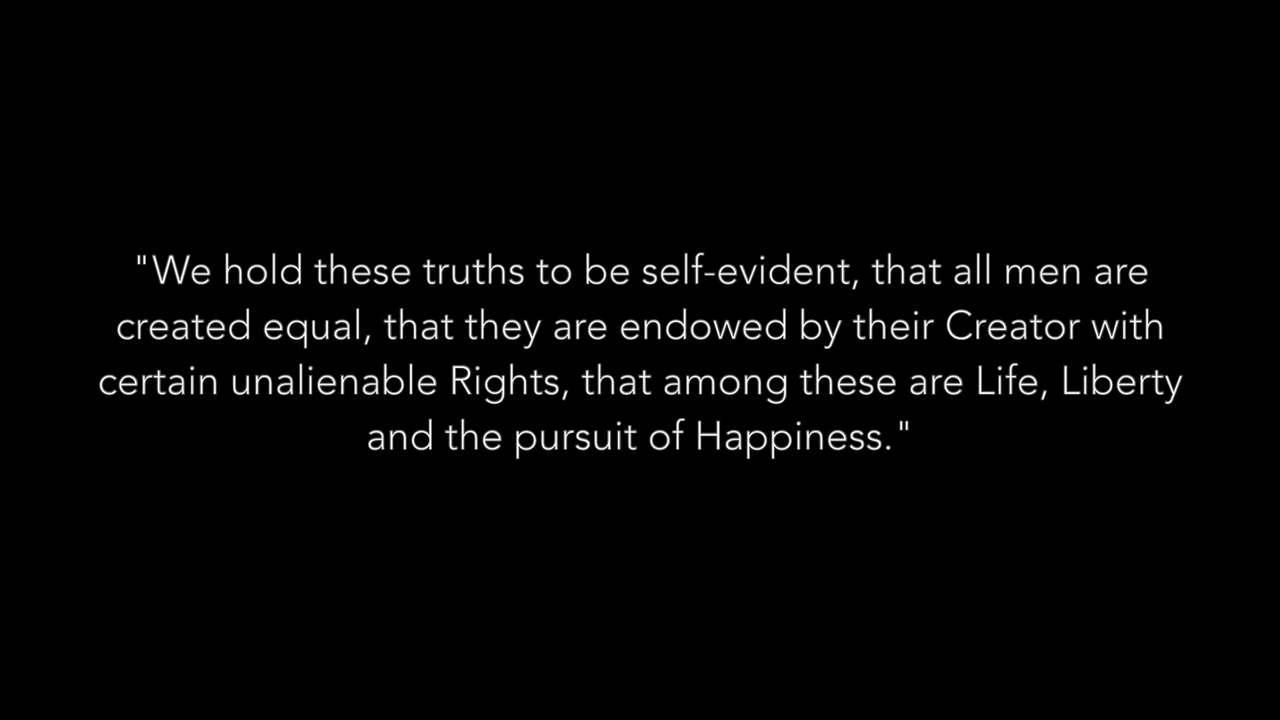 "We hold these truths to be self-evident, that all men are
created equal, that they are endowed by their Creator with
certain unalienable Rights, that among these are Life, Liberty
and the pursuit of Happiness."